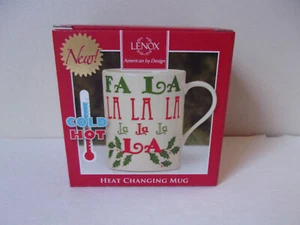 LENOX
American by Design
New!
FA LA
LA LA LA
La La La
LA
COLD
HOT
HEAT CHANGING MUG